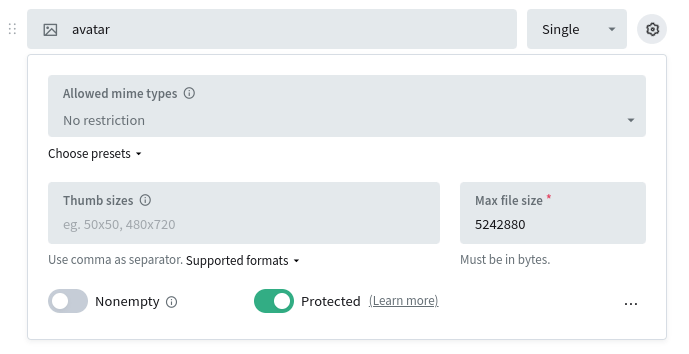 avatar
Single
Allowed mime types
No restriction
Choose presets
Thumb sizes
eg. 50x50, 480x720
Max file size *
5242880
Use comma as separator. Supported formats
Must be in bytes.
Nonempty
Protected (Learn more)